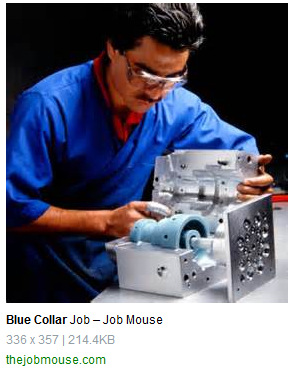 Blue Collar Job – Job Mouse
336 x 357 | 214.4KB
thejobmouse.com